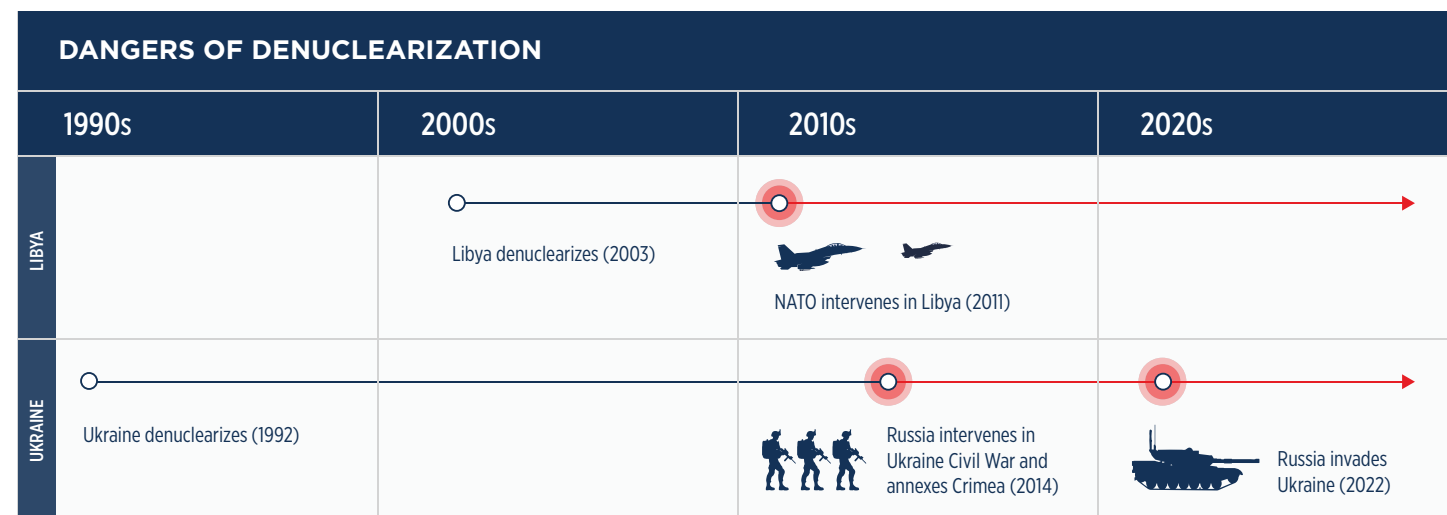 DANGERS OF DENUCLEARIZATION
1990s
2000s
2010s
2020s
LIBYA
Libya denuclearizes (2003)
NATO intervenes in Libya (2011)
UKRAINE
Ukraine denuclearizes (1992)
Russia intervenes in
Ukraine Civil War and
annexes Crimea (2014)
Russia invades
Ukraine (2022)